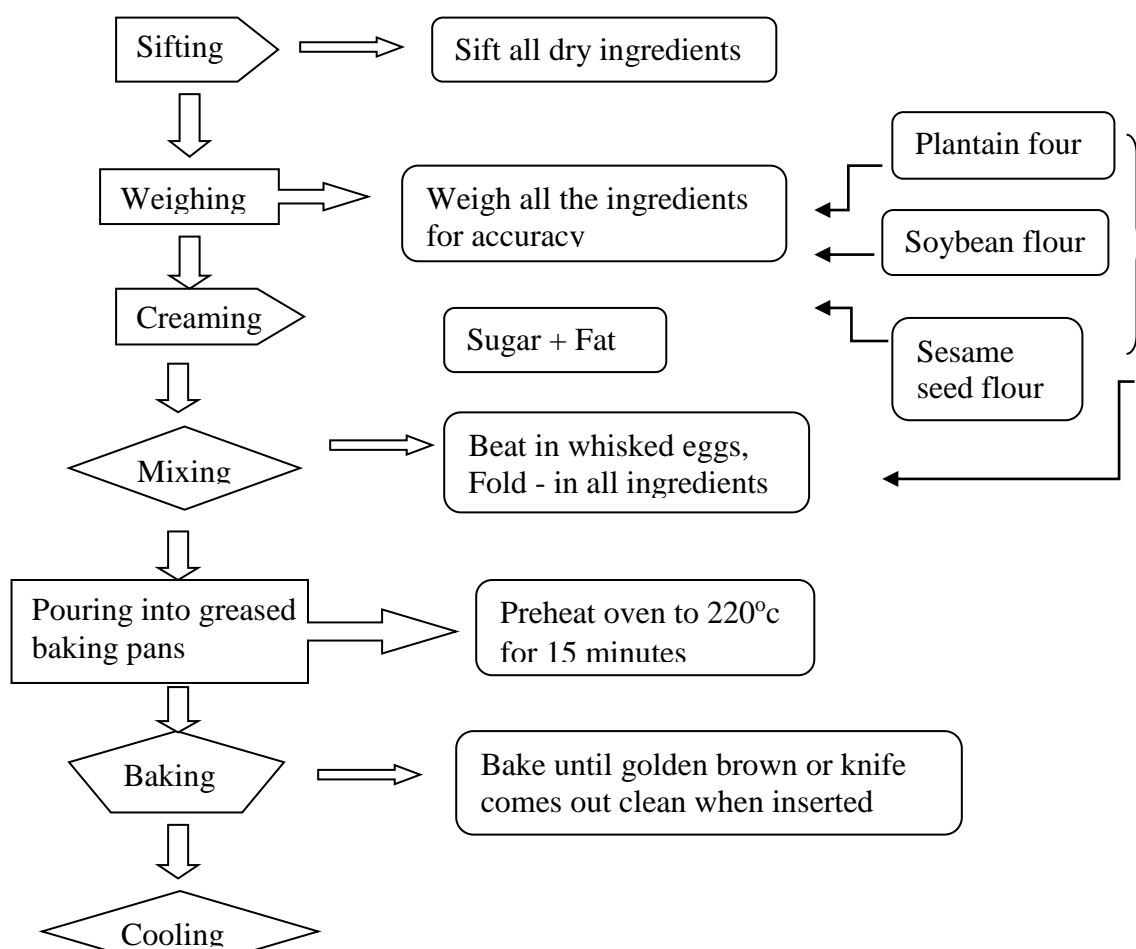 Sifting
Sift all dry ingredients
Plantain four
Weighing
Weigh all the ingredients
for accuracy
Soybean flour
Creaming
Sugar + Fat
Sesame
seed flour
Mixing
Beat in whisked eggs,
Fold - in all ingredients
Pouring into greased
baking pans
Preheat oven to 220ºc
for 15 minutes
Baking
Bake until golden brown or knife
comes out clean when inserted
Cooling